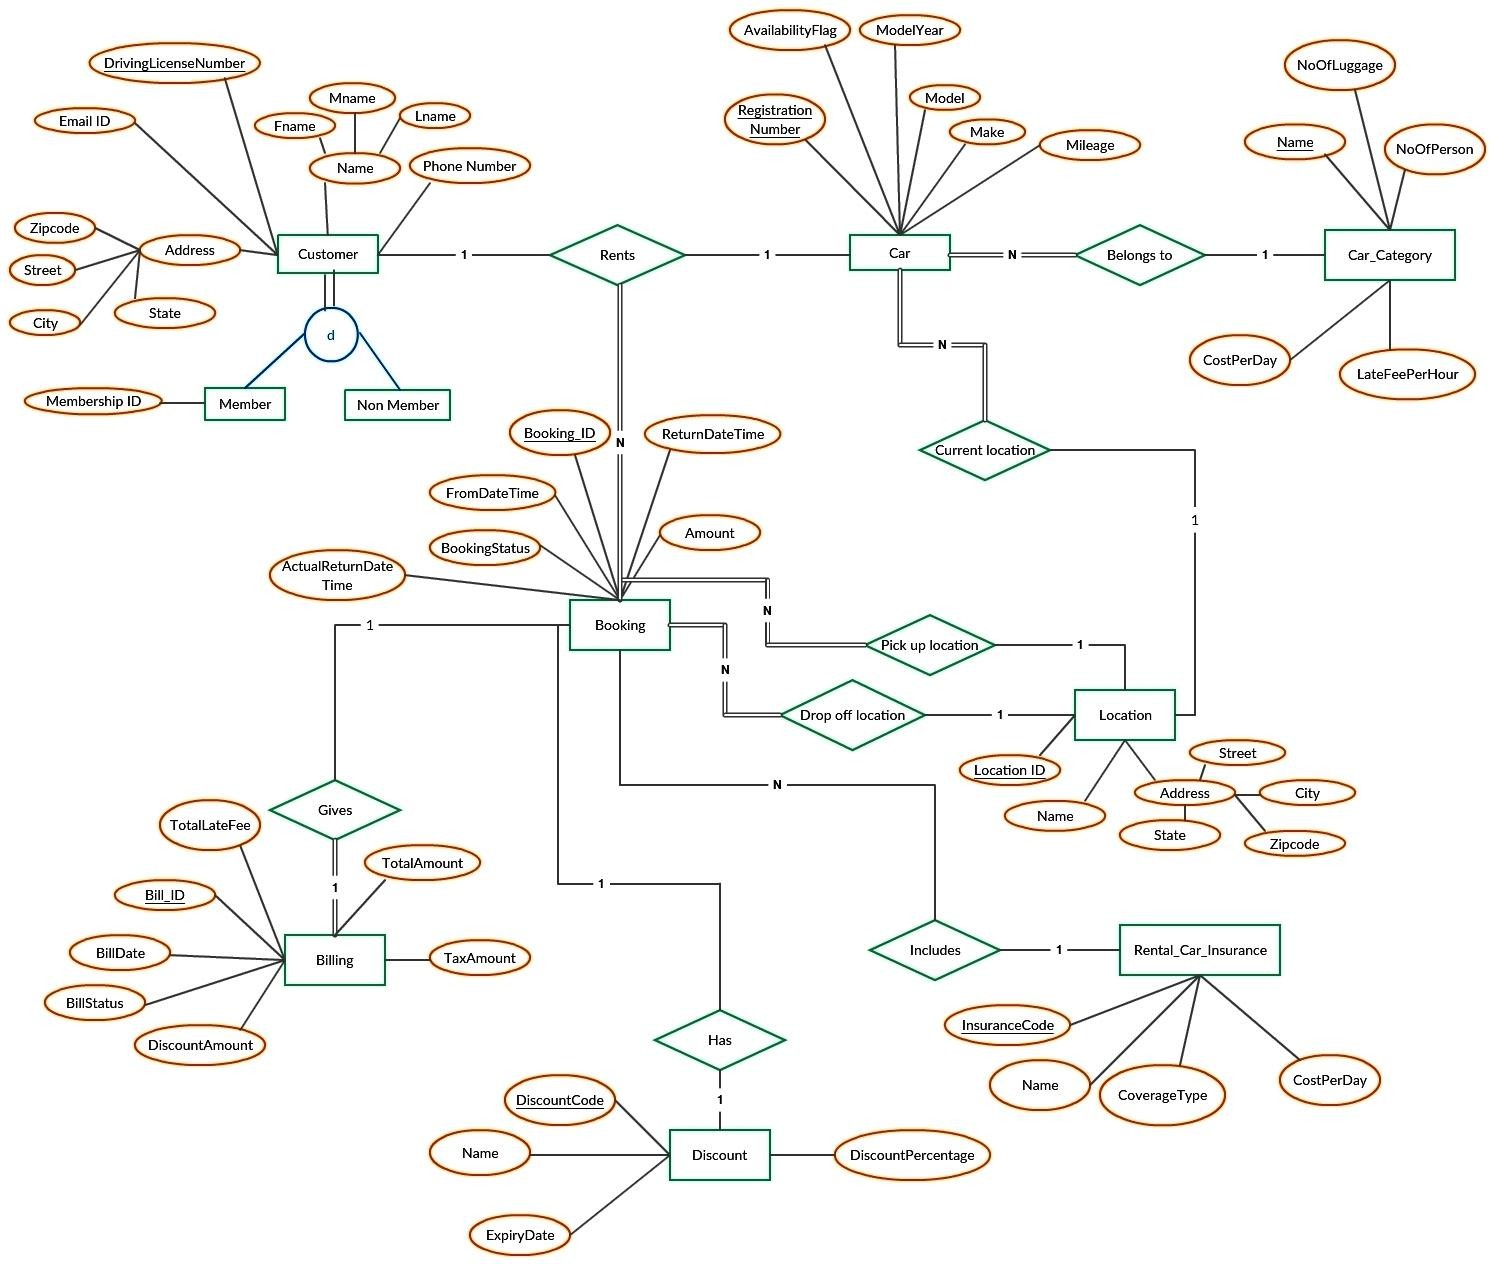 AvailabilityFlag
ModelYear
DrivingLicenseNumber
NoOfLuggage
Mname
Model
Email ID
Fname
Lname
Registration
Number
Make
Name
Mileage
NoOfPerson
Name
Phone Number
Zipcode
Address
Customer
1
Rents
1
Car
N
Belongs to
1
Car_Category
Street
State
City
d
N
CostPerDay
LateFeePerHour
Membership ID
Member
Non Member
Booking_ID
ReturnDateTime
N
Current location
FromDateTime
1
BookingStatus
Amount
ActualReturnDate
Time
N
1
Booking
Pick up location
1
N
Drop off location
1
Location
Street
Location ID
Address
City
Name
State
Zipcode
N
Gives
TotalLateFee
TotalAmount
1
1
Bill_ID
BillDate
Billing
TaxAmount
Includes
1
Rental_Car_Insurance
BillStatus
DiscountAmount
InsuranceCode
Has
Name
CoverageType
CostPerDay
DiscountCode
1
Name
Discount
DiscountPercentage
ExpiryDate